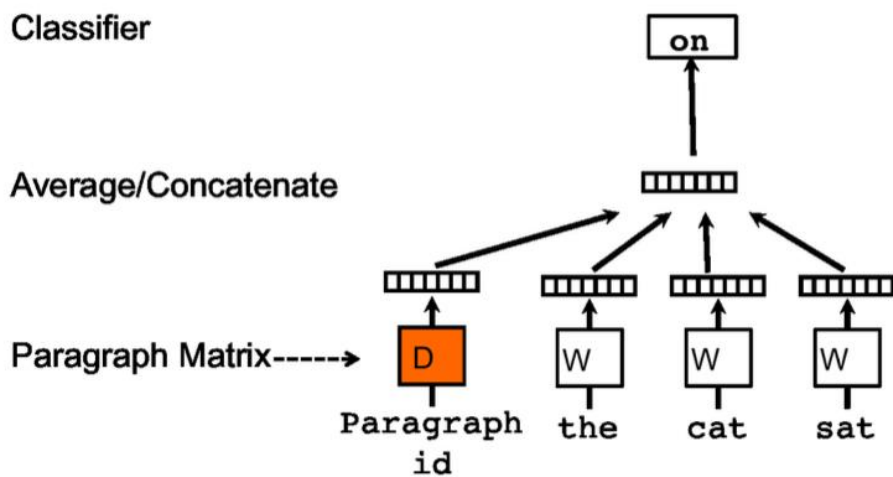 Classifier
on
Average/Concatenate
Paragraph Matrix
D
W
W
W
Paragraph
id
the
cat
sat